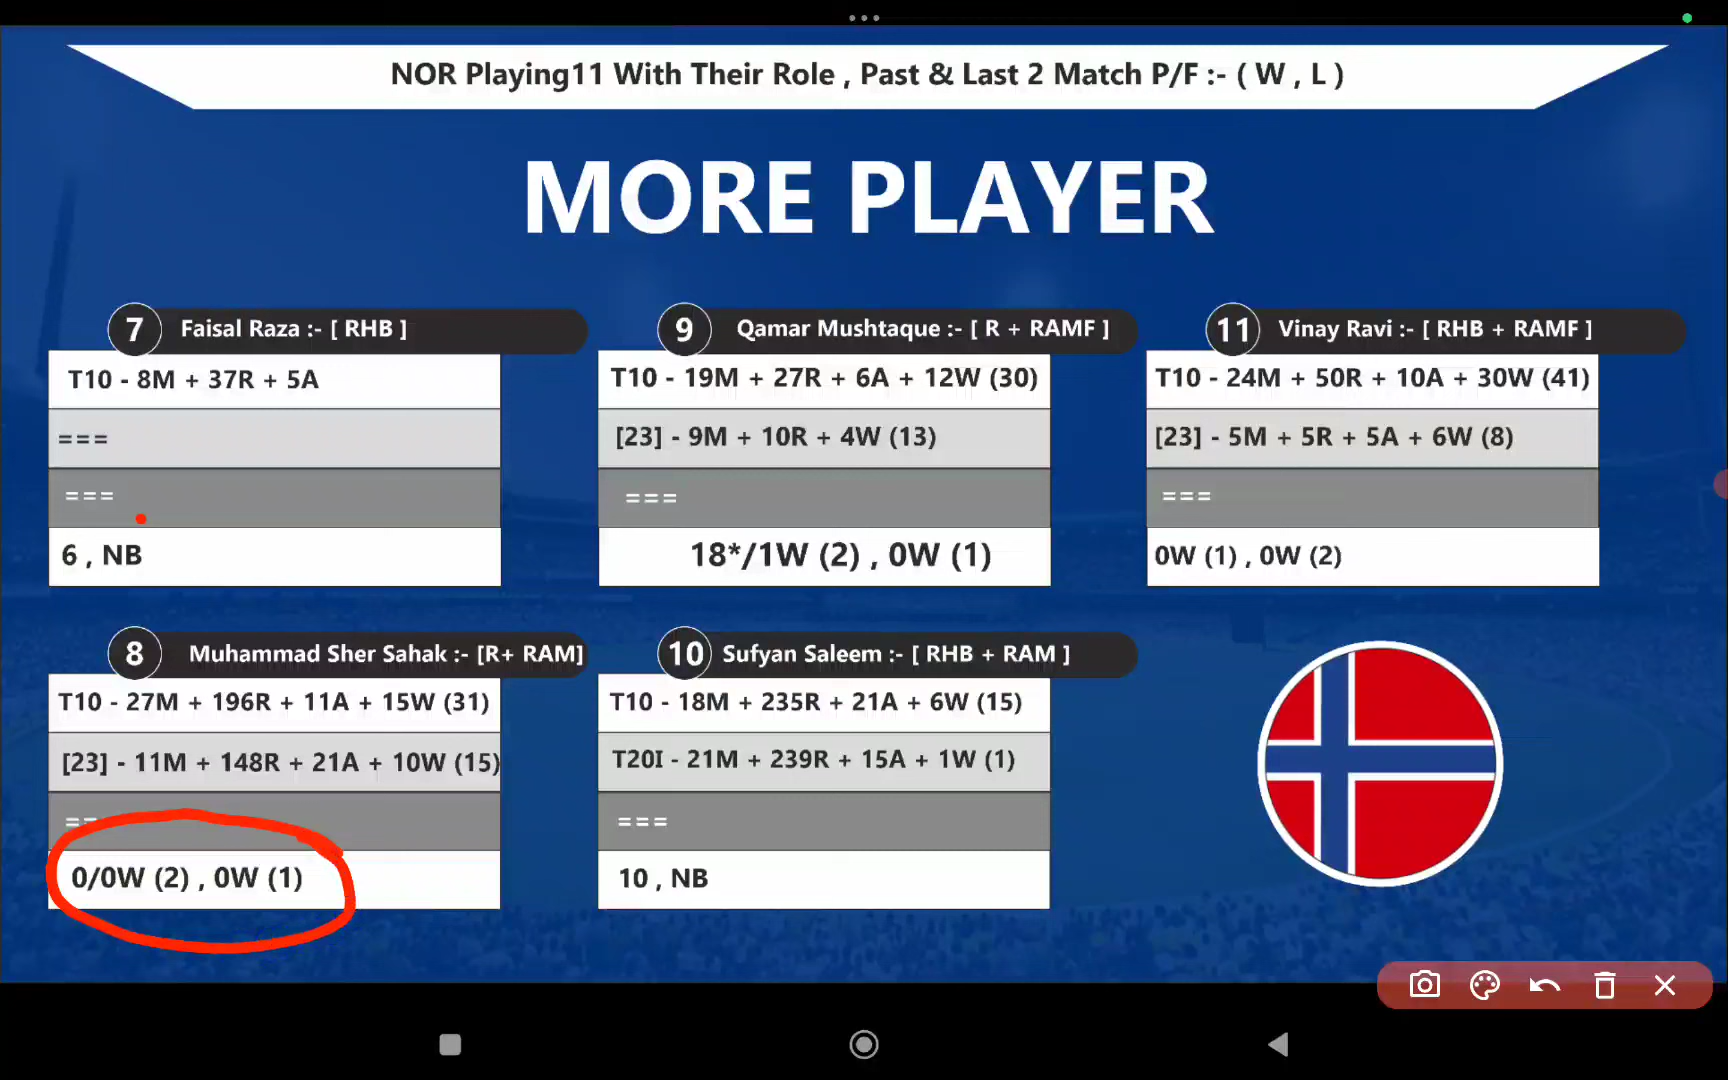 NOR Playing11 With Their Role , Past & Last 2 Match P/F :- ( W , L )
MORE PLAYER
7 Faisal Raza :- [ RHB ]
T10 - 8M + 37R + 5A
===
===
6 , NB
8 Muhammad Sher Sahak :- [R+ RAM]
T10 - 27M + 196R + 11A + 15W (31)
[23] - 11M + 148R + 21A + 10W (15)
==
0/0W (2) , 0W (1)
9 Qamar Mushtaque :- [ R + RAMF ]
T10 - 19M + 27R + 6A + 12W (30)
[23] - 9M + 10R + 4W (13)
===
18*/1W (2) , 0W (1)
10 Sufyan Saleem :- [ RHB + RAM ]
T10 - 18M + 235R + 21A + 6W (15)
T20I - 21M + 239R + 15A + 1W (1)
===
10 , NB
11 Vinay Ravi :- [ RHB + RAMF ]
T10 - 24M + 50R + 10A + 30W (41)
[23] - 5M + 5R + 5A + 6W (8)
===
0W (1) , 0W (2)